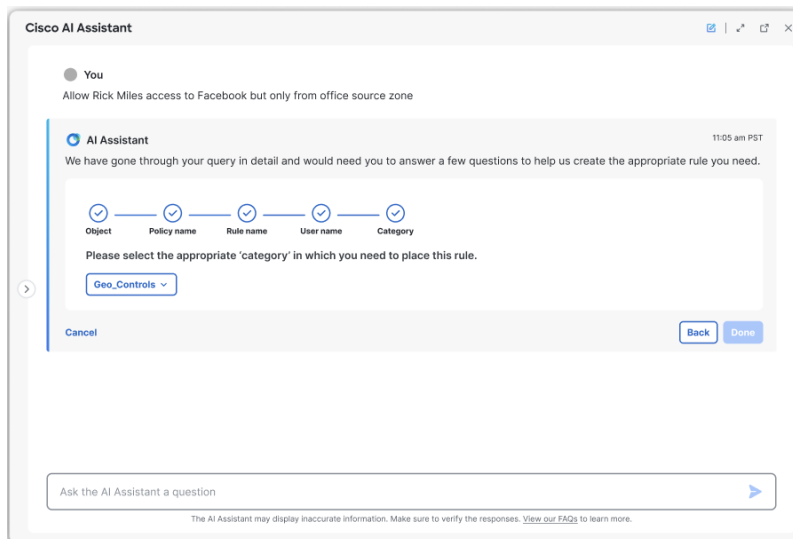 Cisco AI Assistant
You
Allow Rick Miles access to Facebook but only from office source zone
AI Assistant
11:05 am PST
We have gone through your query in detail and would need you to answer a few questions to help us create the appropriate rule you need.
Object Policy name Rule name User name Category
Please select the appropriate 'category' in which you need to place this rule.
Geo_Controls
Cancel
Back
Done
Ask the AI Assistant a question
The AI Assistant may display inaccurate information. Make sure to verify the responses. View our FAQs to learn more.